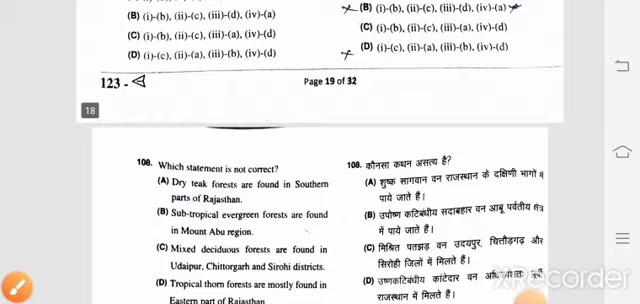 (B) (i)-(b), (ii)-(c), (iii)-(d), (iv)-(a)
(C) (i)-(b), (ii)-(c), (iii)-(a), (iv)-(d)
(D) (i)-(c), (ii)-(a), (iii)-(b), (iv)-(d)
(B) (i)-(b), (ii)-(c), (iii)-(d), (iv)-(a)
(C) (i)-(b), (ii)-(c), (iii)-(a), (iv)-(d)
(D) (i)-(c), (ii)-(a), (iii)-(b), (iv)-(d)
123 -
Page 19 of 32
18
108. Which statement is not correct?
(A) Dry teak forests are found in Southern
parts of Rajasthan.
(B) Sub-tropical evergreen forests are found
in Mount Abu region.
(C) Mixed deciduous forests are found in
Udaipur, Chittorgarh and Sirohi districts.
(D) Tropical thorn forests are mostly found in
Eastern part of Rajasthan
108. कौनसा कथन असत्य है?
(A) शुष्क सागवान वन राजस्थान के दक्षिणी भागों में
पाये जाते हैं।
(B) उपोष्ण कटिबंधीय सदाबहार वन आबू पर्वतीय क्षेत्र
में पाये जाते हैं।
(C) मिश्रित पतझड़ वन उदयपुर, चित्तौड़गढ़ और
सिरोही जिलों में मिलते हैं।
(D) उष्णकटिबंधीय कांटेदार वन
राजस्थान में मिलते हैं।
XRecorder